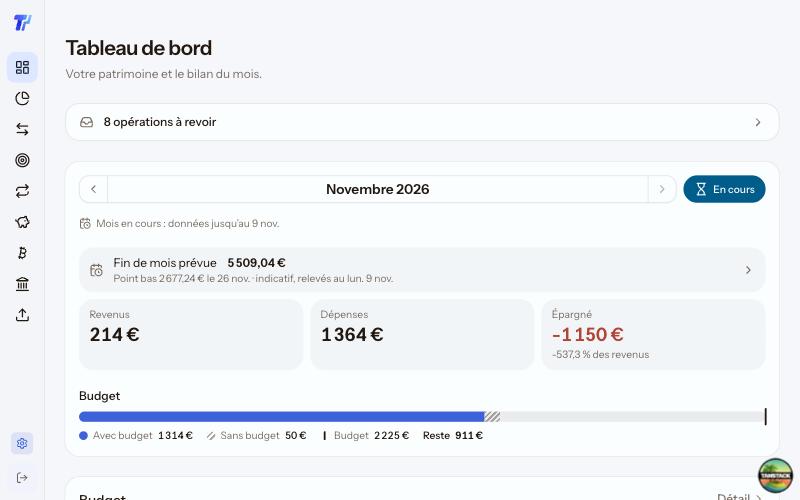 Tableau de bord
Votre patrimoine et le bilan du mois.
8 opérations à revoir
Novembre 2026
En cours
Mois en cours : données jusqu'au 9 nov.
Fin de mois prévue 5 509,04 €
Point bas 2 677,24 € le 26 nov. · indicatif, relevés au lun. 9 nov.
Revenus
214 €
Dépenses
1 364 €
Épargné
-1 150 €
-537,3 % des revenus
Budget
Avec budget 1 314 € Sans budget 50 € Budget 2 225 € Reste 911 €
Budget
Détail
TANSTACK